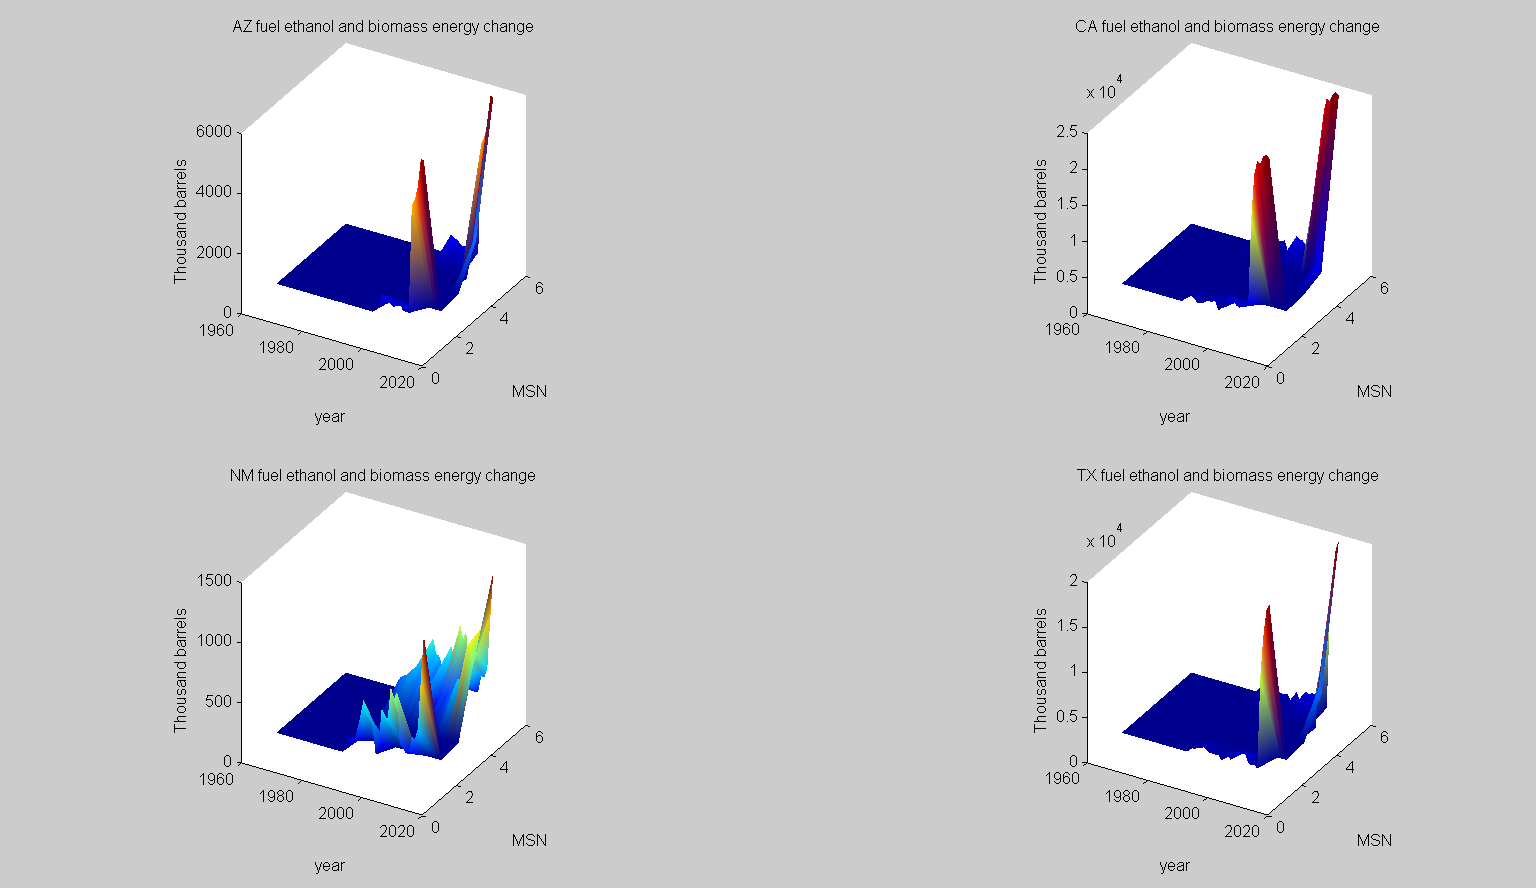 AZ fuel ethanol and biomass energy change
6000
4000
2000
0
Thousand barrels
1960
1980
2000
2020
year
0
2
4
6
MSN
CA fuel ethanol and biomass energy change
x 10^4
2.5
2
1.5
1
0.5
0
Thousand barrels
1960
1980
2000
2020
year
0
2
4
6
MSN
NM fuel ethanol and biomass energy change
1500
1000
500
0
Thousand barrels
1960
1980
2000
2020
year
0
2
4
6
MSN
TX fuel ethanol and biomass energy change
x 10^4
2
1.5
1
0.5
0
Thousand barrels
1960
1980
2000
2020
year
0
2
4
6
MSN